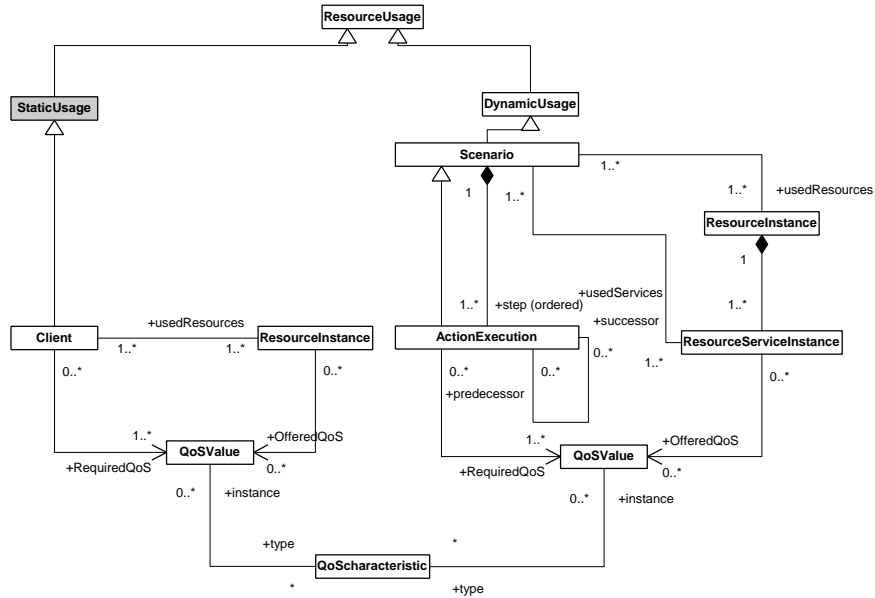 ResourceUsage
StaticUsage
DynamicUsage
Scenario
1..*
1
1..*
1..*
+usedResources
ResourceInstance
1
1..*
+step (ordered)
+usedServices
1..*
+successor
+usedResources
Client
ResourceInstance
ActionExecution
ResourceServiceInstance
1..*
1..*
0..*
1..*
0..*
0..*
0..*
0..*
0..*
+predecessor
1..*
+OfferedQoS
1..*
+OfferedQoS
QoSValue
QoSValue
+RequiredQoS
0..*
+RequiredQoS
0..*
0..*
+instance
0..*
+instance
+type
*
QoScharacteristic
*
+type